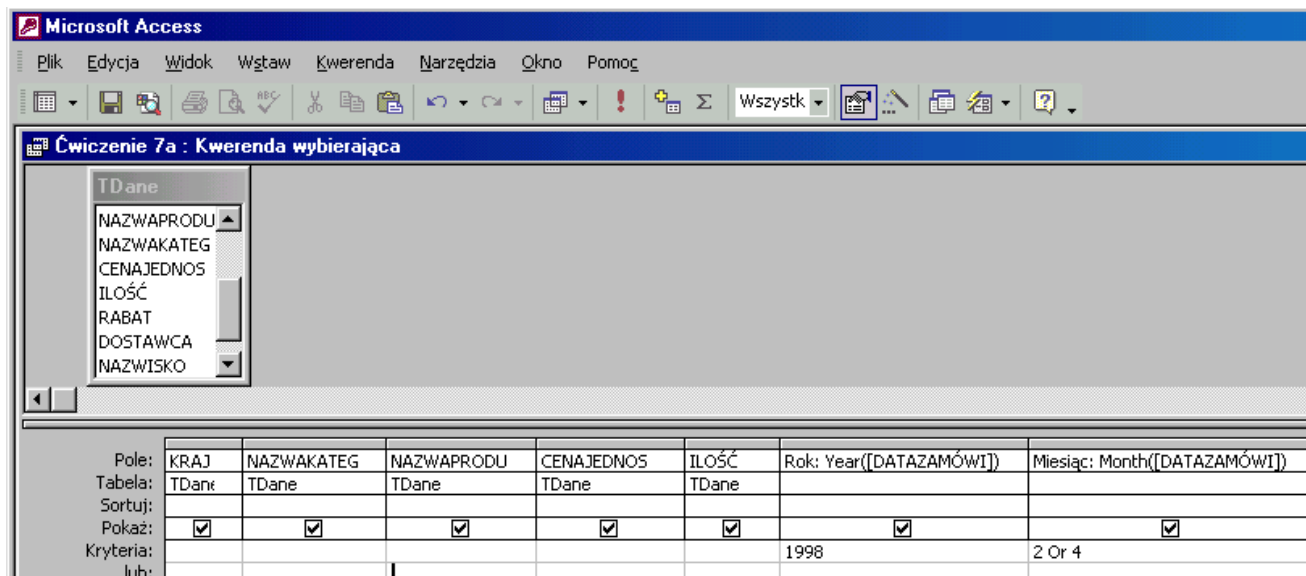 Microsoft Access
Plik Edycja Widok Wstaw Kwerenda Narzędzia Okno Pomoc
ABC Wszystk
Ćwiczenie 7a : Kwerenda wybierająca
TDane
NAZWAPRODU
NAZWAKATEG
CENAJEDNOS
ILOŚĆ
RABAT
DOSTAWCA
NAZWISKO
Pole: KRAJ NAZWAKATEG NAZWAPRODU CENAJEDNOS ILOŚĆ Rok: Year([DATAZAMÓWI]) Miesiąc: Month([DATAZAMÓWI])
Tabela: TDane TDane TDane TDane TDane
Sortuj:
Pokaż:
Kryteria: 1998 2 Or 4
lub: